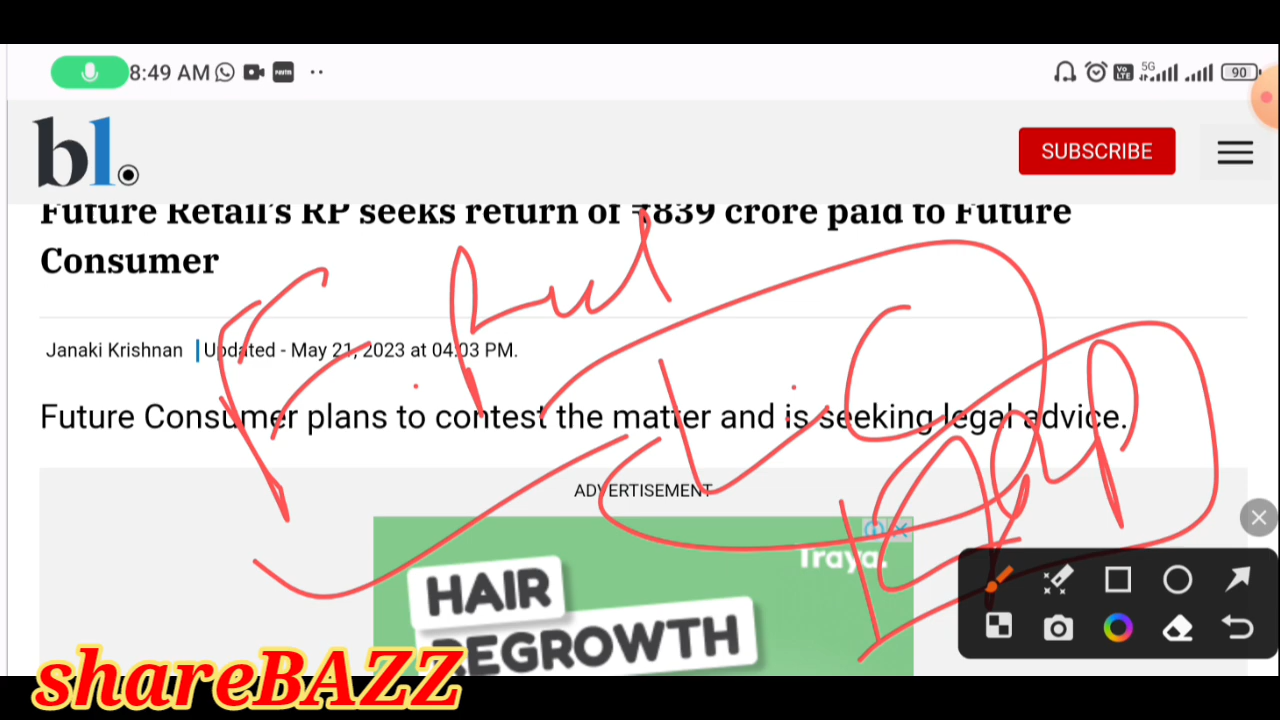 8:49 AM
5G
90
bl.
SUBSCRIBE
Future Retail's RP seeks return of ₹839 crore paid to Future
Consumer
Janaki Krishnan | Updated - May 21, 2023 at 04:03 PM.
Future Consumer plans to contest the matter and is seeking legal advice.
ADVERTISEMENT
Traya.
HAIR
REGROWTH
shareBAZZ